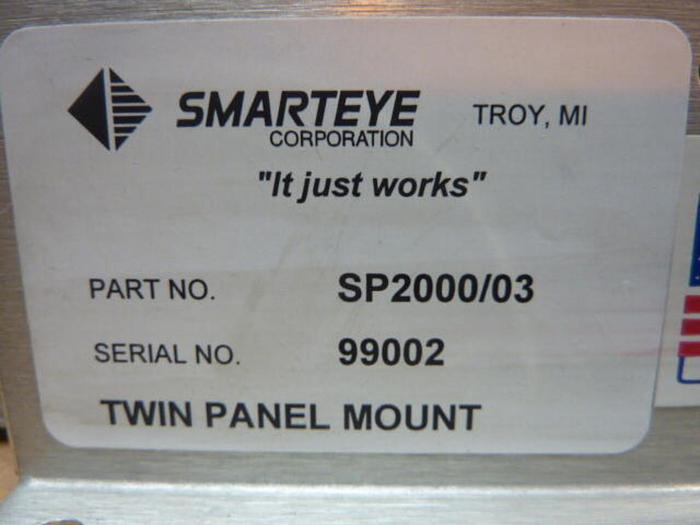 SMARTEYE
CORPORATION
TROY, MI
"It just works"
PART NO. SP2000/03
SERIAL NO. 99002
TWIN PANEL MOUNT